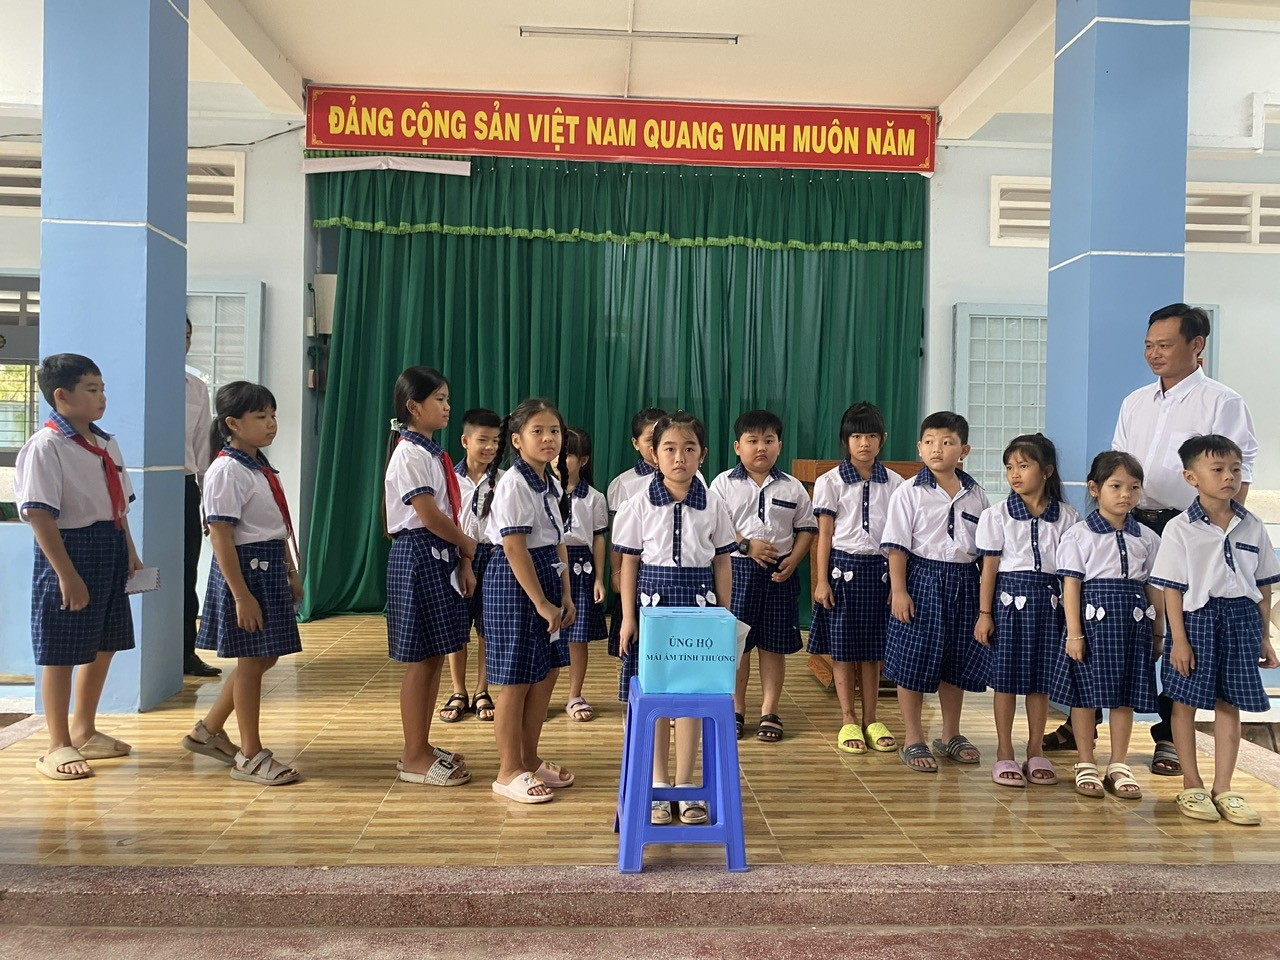 ĐẢNG CỘNG SẢN VIỆT NAM QUANG VINH MUÔN NĂM
ỦNG HỘ
MÁI ẤM TÌNH THƯƠNG